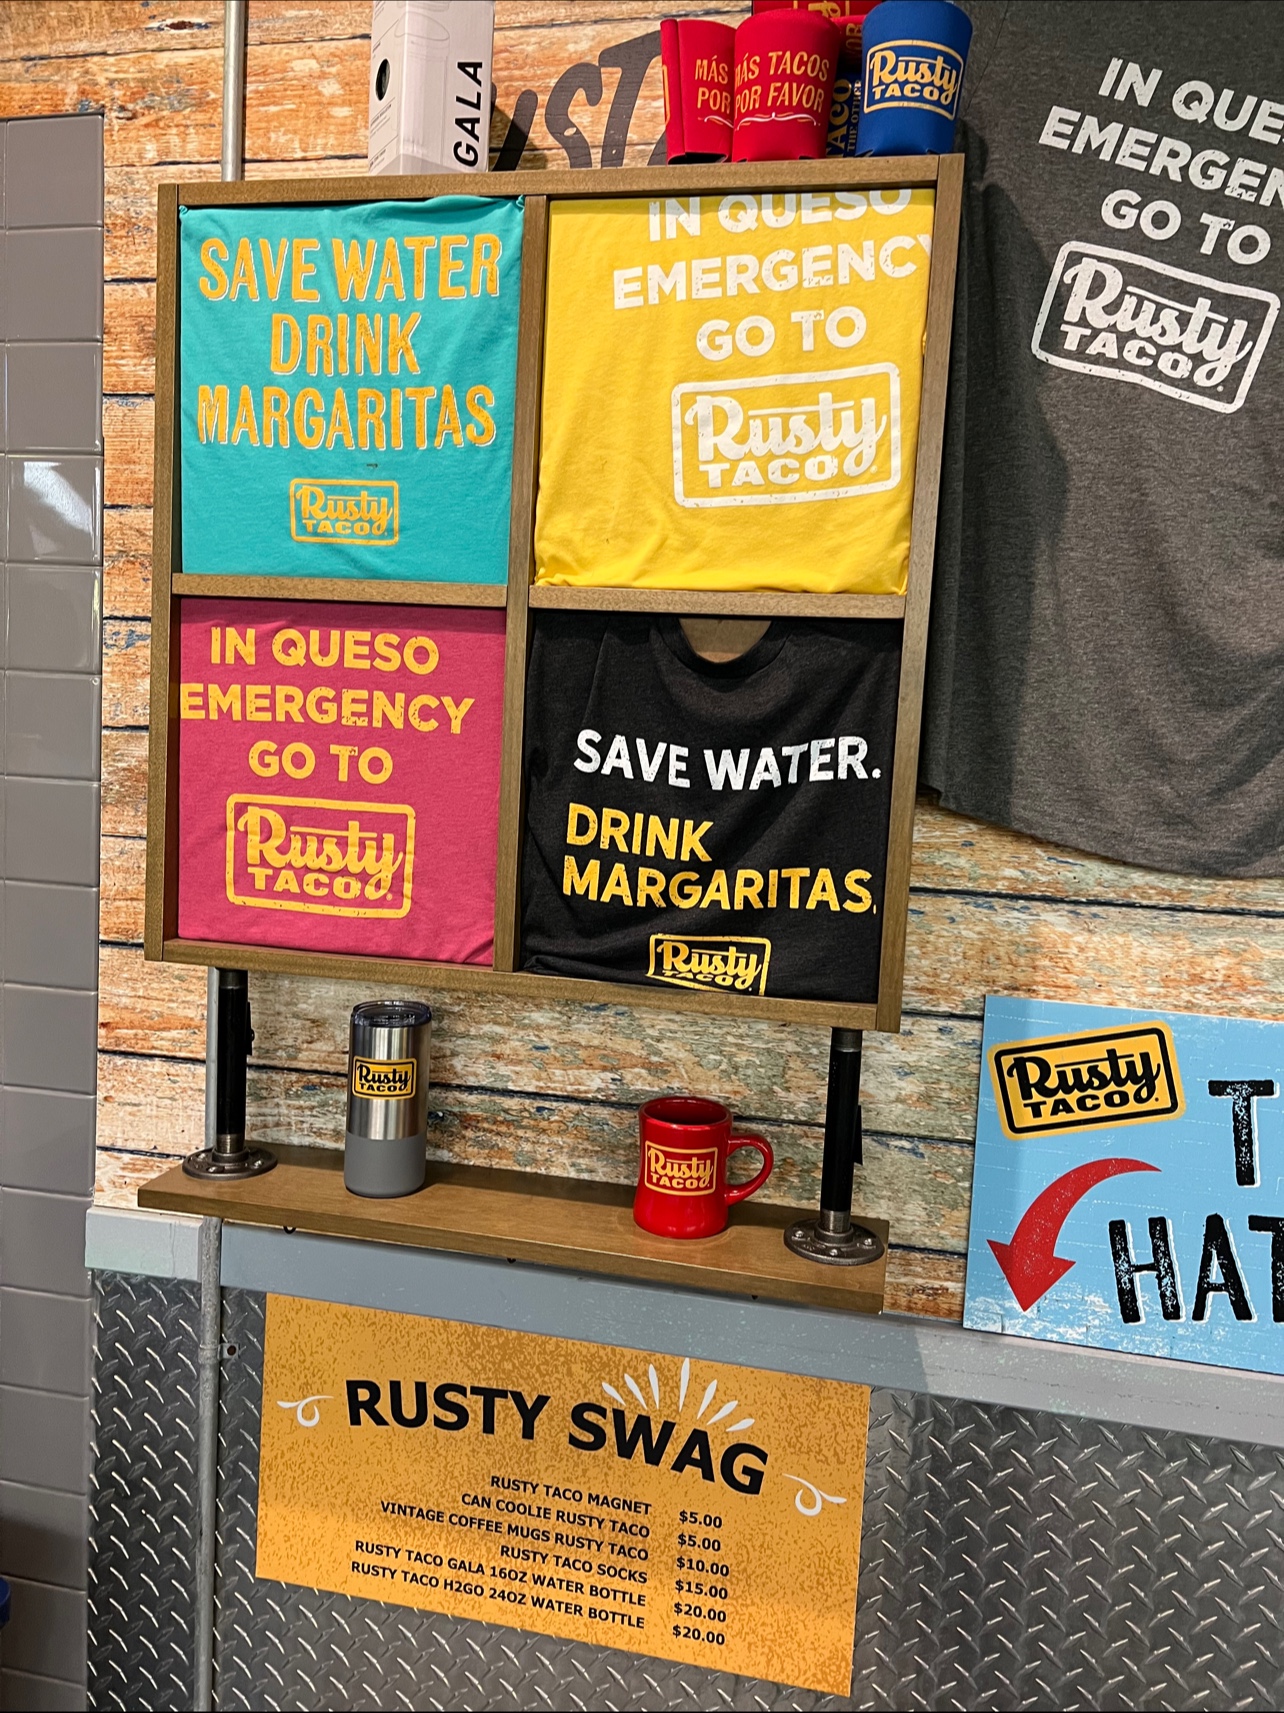 GALA
MÁS
POR
MÁS TACOS
POR FAVOR
TACO
Rusty
TACO
SAVE WATER
DRINK
MARGARITAS
Rusty
TACO
IN QUESO
EMERGENCY
GO TO
Rusty
TACO
IN QUESO
EMERGENCY
GO TO
Rusty
TACO
SAVE WATER.
DRINK
MARGARITAS.
Rusty
TACO
IN QUES
EMERGEN
GO TO
Rusty
TACO
Rusty
TACO
Rusty
TACO
Rusty
TACO
T
HAT
RUSTY SWAG
RUSTY TACO MAGNET $5.00
CAN COOLIE RUSTY TACO $5.00
VINTAGE COFFEE MUGS RUSTY TACO $10.00
RUSTY TACO SOCKS $15.00
RUSTY TACO GALA 16OZ WATER BOTTLE $20.00
RUSTY TACO H2GO 24OZ WATER BOTTLE $20.00